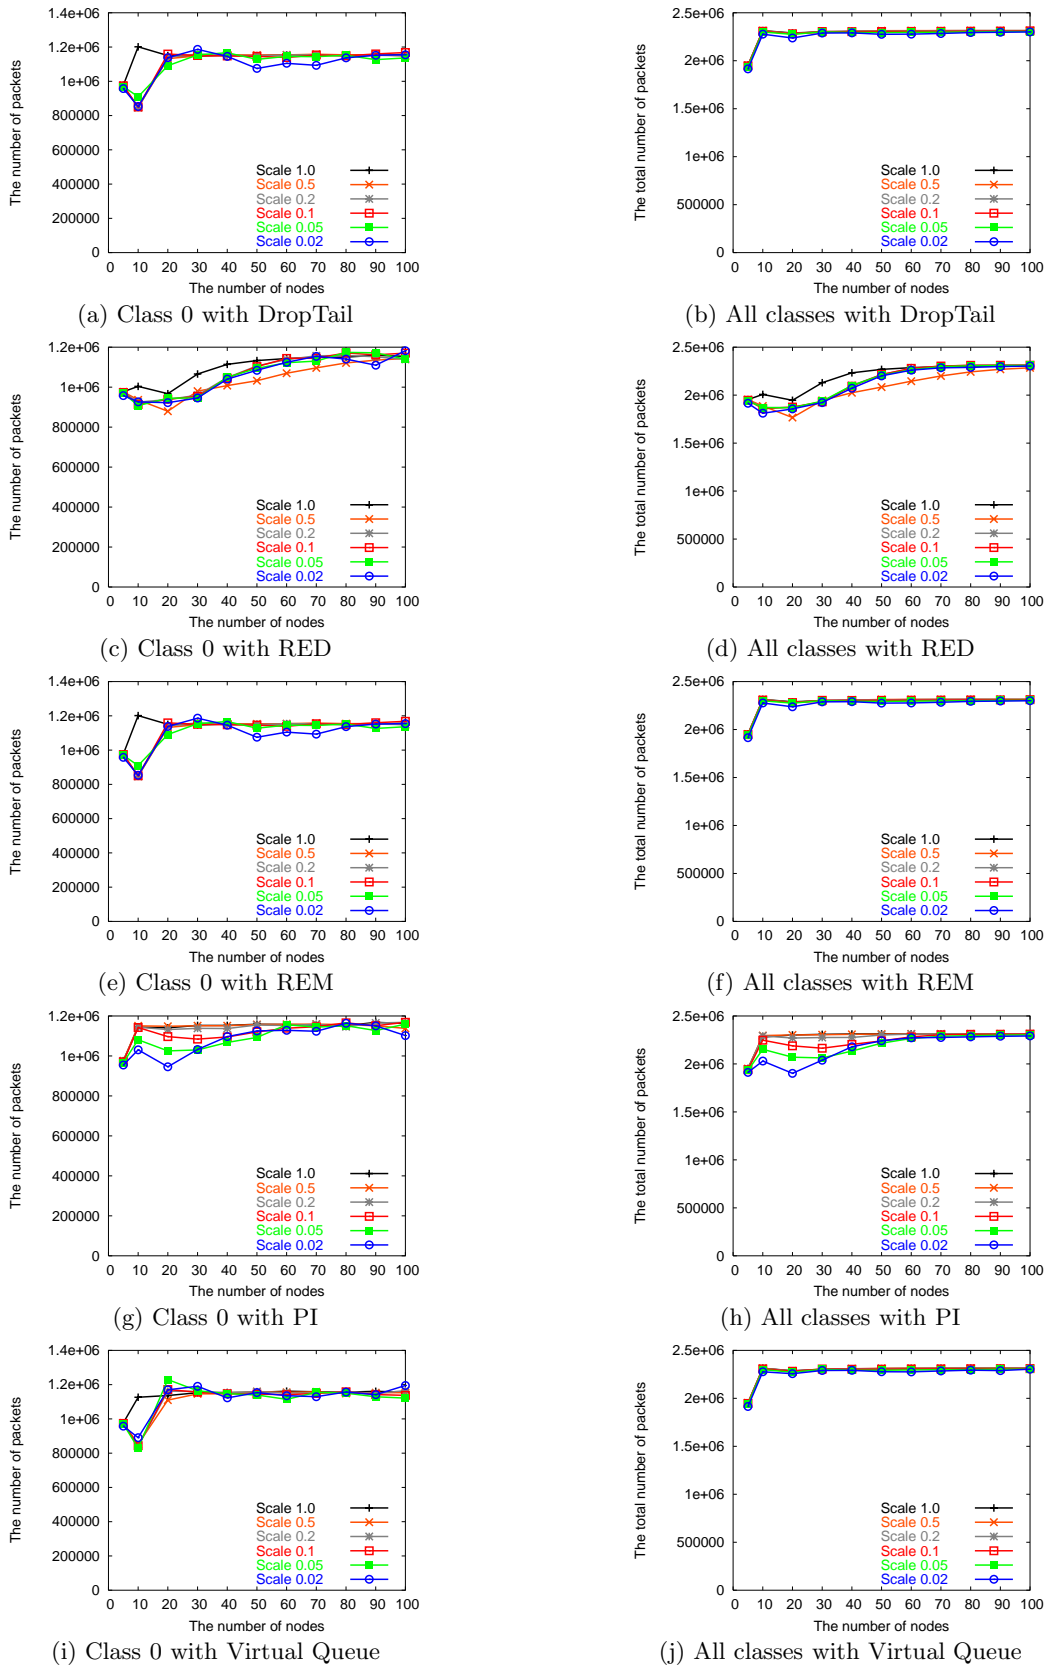 The number of packets
1.4e+06
1.2e+06
1e+06
800000
600000
400000
200000
0
Scale 1.0
Scale 0.5
Scale 0.2
Scale 0.1
Scale 0.05
Scale 0.02
0 10 20 30 40 50 60 70 80 90 100
The number of nodes
(a) Class 0 with DropTail
The total number of packets
2.5e+06
2e+06
1.5e+06
1e+06
500000
0
Scale 1.0
Scale 0.5
Scale 0.2
Scale 0.1
Scale 0.05
Scale 0.02
0 10 20 30 40 50 60 70 80 90 100
The number of nodes
(b) All classes with DropTail
The number of packets
1.2e+06
1e+06
800000
600000
400000
200000
0
Scale 1.0
Scale 0.5
Scale 0.2
Scale 0.1
Scale 0.05
Scale 0.02
0 10 20 30 40 50 60 70 80 90 100
The number of nodes
(c) Class 0 with RED
The total number of packets
2.5e+06
2e+06
1.5e+06
1e+06
500000
0
Scale 1.0
Scale 0.5
Scale 0.2
Scale 0.1
Scale 0.05
Scale 0.02
0 10 20 30 40 50 60 70 80 90 100
The number of nodes
(d) All classes with RED
The number of packets
1.4e+06
1.2e+06
1e+06
800000
600000
400000
200000
0
Scale 1.0
Scale 0.5
Scale 0.2
Scale 0.1
Scale 0.05
Scale 0.02
0 10 20 30 40 50 60 70 80 90 100
The number of nodes
(e) Class 0 with REM
The total number of packets
2.5e+06
2e+06
1.5e+06
1e+06
500000
0
Scale 1.0
Scale 0.5
Scale 0.2
Scale 0.1
Scale 0.05
Scale 0.02
0 10 20 30 40 50 60 70 80 90 100
The number of nodes
(f) All classes with REM
The number of packets
1.2e+06
1e+06
800000
600000
400000
200000
0
Scale 1.0
Scale 0.5
Scale 0.2
Scale 0.1
Scale 0.05
Scale 0.02
0 10 20 30 40 50 60 70 80 90 100
The number of nodes
(g) Class 0 with PI
The total number of packets
2.5e+06
2e+06
1.5e+06
1e+06
500000
0
Scale 1.0
Scale 0.5
Scale 0.2
Scale 0.1
Scale 0.05
Scale 0.02
0 10 20 30 40 50 60 70 80 90 100
The number of nodes
(h) All classes with PI
The number of packets
1.4e+06
1.2e+06
1e+06
800000
600000
400000
200000
0
Scale 1.0
Scale 0.5
Scale 0.2
Scale 0.1
Scale 0.05
Scale 0.02
0 10 20 30 40 50 60 70 80 90 100
The number of nodes
(i) Class 0 with Virtual Queue
The total number of packets
2.5e+06
2e+06
1.5e+06
1e+06
500000
0
Scale 1.0
Scale 0.5
Scale 0.2
Scale 0.1
Scale 0.05
Scale 0.02
0 10 20 30 40 50 60 70 80 90 100
The number of nodes
(j) All classes with Virtual Queue